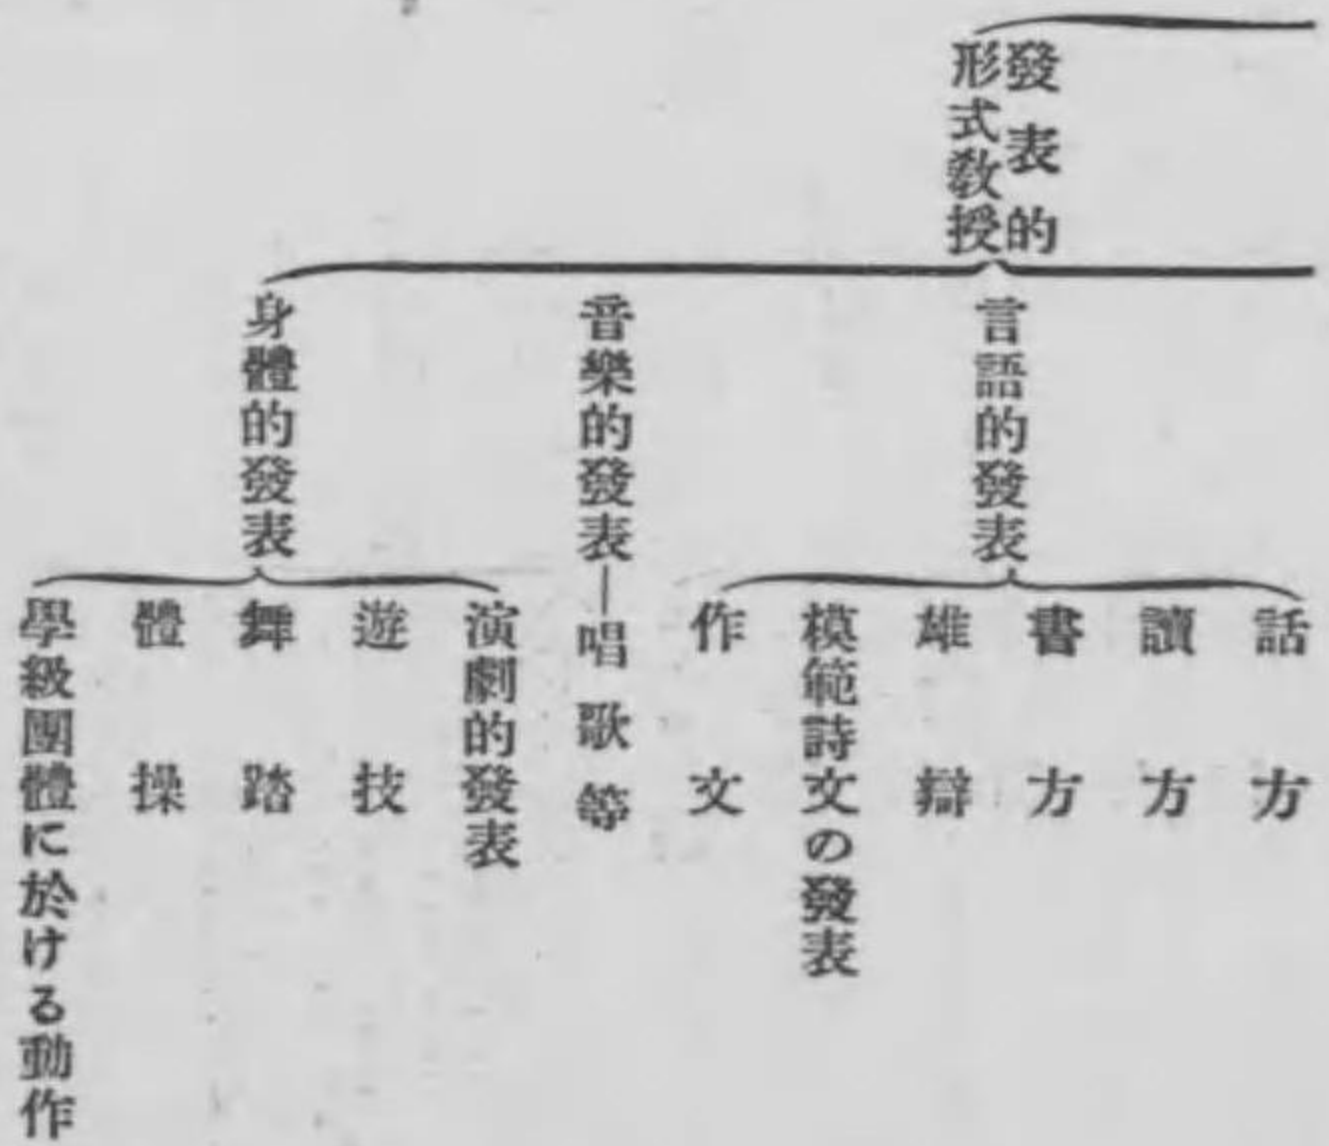 發表的
形式敎授
言語的發表
話方
讀方
書方
雄辯
模範詩文の發表
作文
音樂的發表―唱歌等
身體的發表
演劇的發表
遊技
舞踏
體操
學級團體に於ける動作